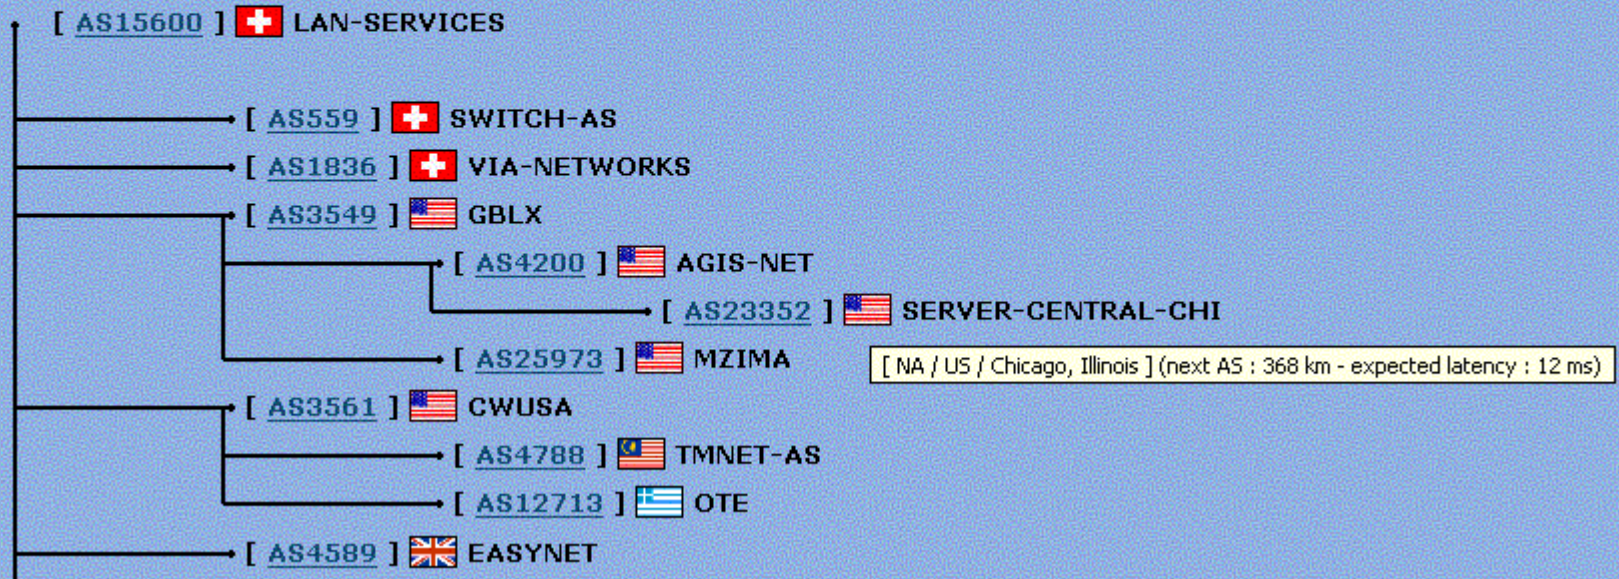 [ AS15600 ] LAN-SERVICES
[ AS559 ] SWITCH-AS
[ AS1836 ] VIA-NETWORKS
[ AS3549 ] GBLX
[ AS4200 ] AGIS-NET
[ AS23352 ] SERVER-CENTRAL-CHI
[ AS25973 ] MZIMA
[ NA / US / Chicago, Illinois ] (next AS : 368 km - expected latency : 12 ms)
[ AS3561 ] CWUSA
[ AS4788 ] TMNET-AS
[ AS12713 ] OTE
[ AS4589 ] EASYNET